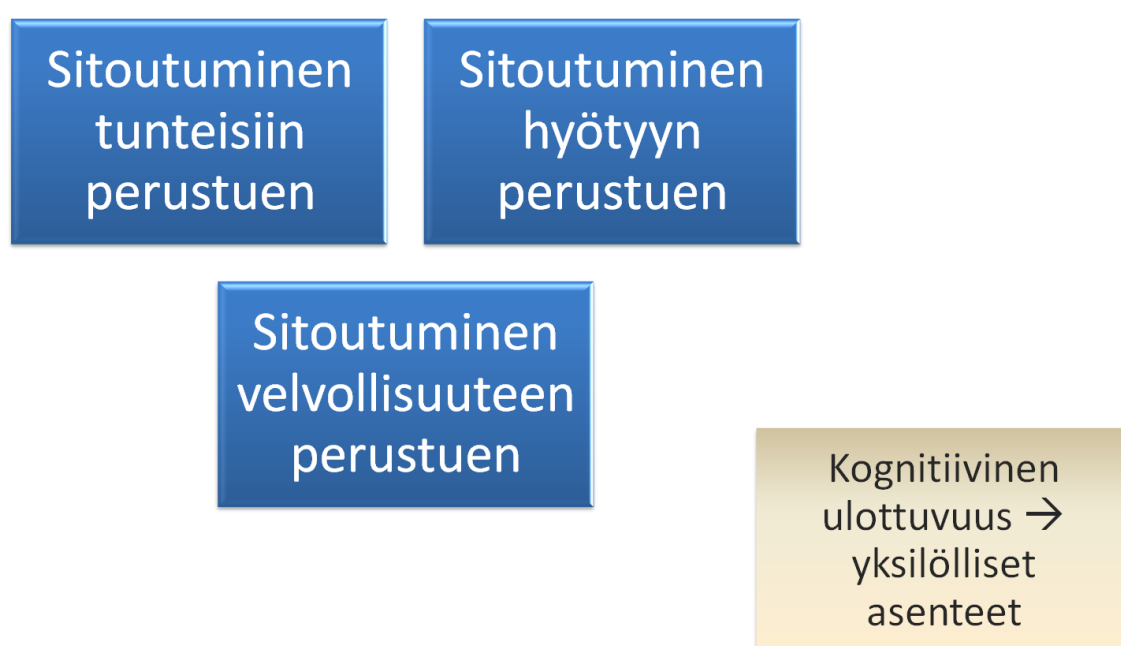 Sitoutuminen
tunteisiin
perustuen
Sitoutuminen
hyötyyn
perustuen
Sitoutuminen
velvollisuuteen
perustuen
Kognitiivinen
ulottuvuus →
yksilölliset
asenteet